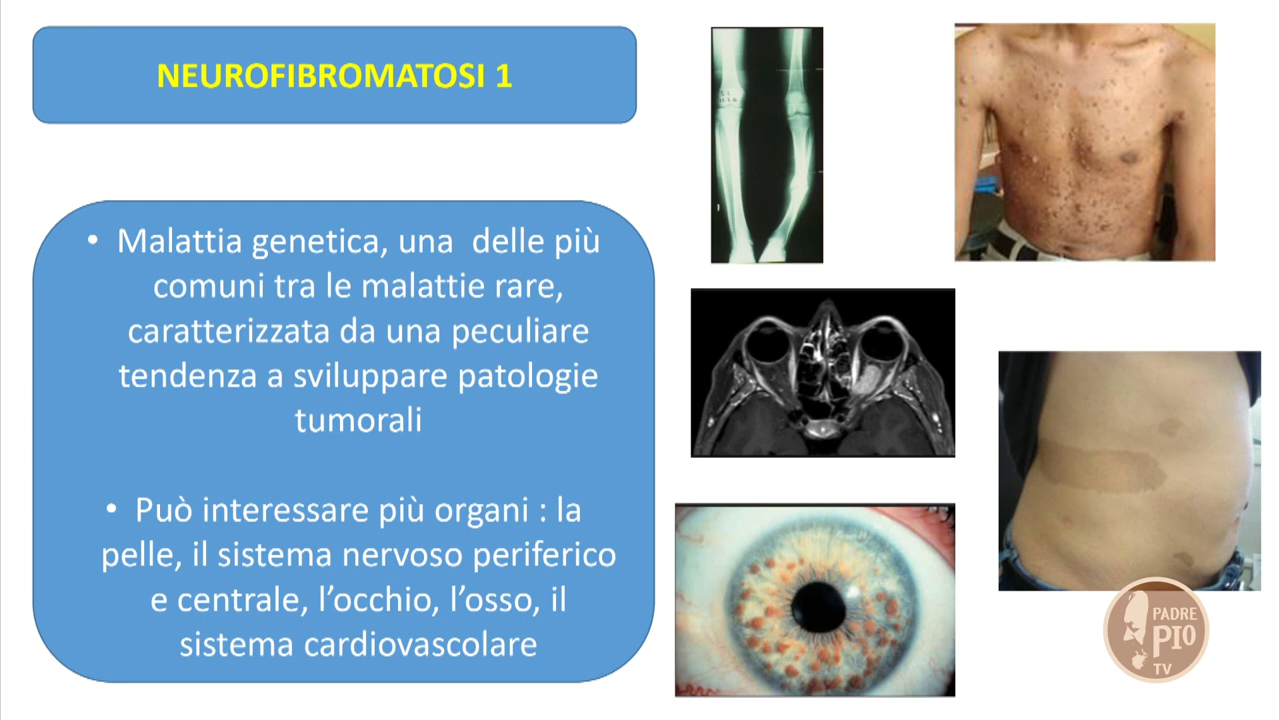 NEUROFIBROMATOSI 1
• Malattia genetica, una delle più
comuni tra le malattie rare,
caratterizzata da una peculiare
tendenza a sviluppare patologie
tumorali
• Può interessare più organi : la
pelle, il sistema nervoso periferico
e centrale, l’occhio, l’osso, il
sistema cardiovascolare
PADRE
PIO
TV